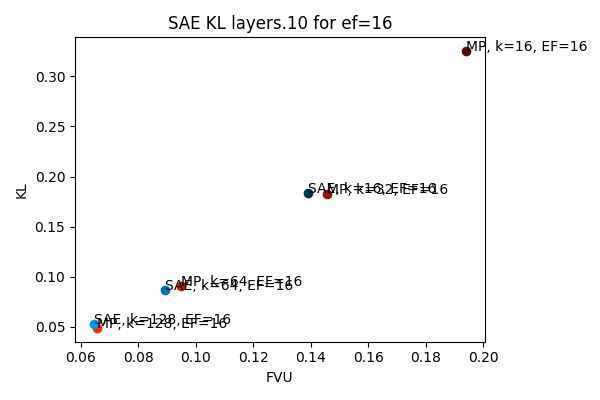 SAE KL layers.10 for ef=16
MP, k=16, EF=16
0.30
0.25
0.20
SAE, k=16, EF=16
MP, k=32, EF=16
KL
0.15
0.10
MP, k=64, EF=16
SAE, k=64, EF=16
SAE, k=128, EF=16
MP, k=128, EF=16
0.05
0.06 0.08 0.10 0.12 0.14 0.16 0.18 0.20
FVU